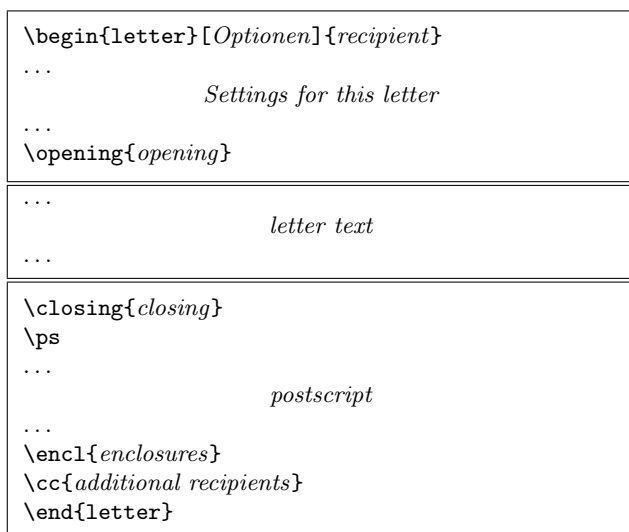 \begin{letter}[Optionen]{recipient}
...
Settings for this letter
...
\opening{opening}
...
letter text
...
\closing{closing}
\ps
...
postscript
...
\encl{enclosures}
\cc{additional recipients}
\end{letter}